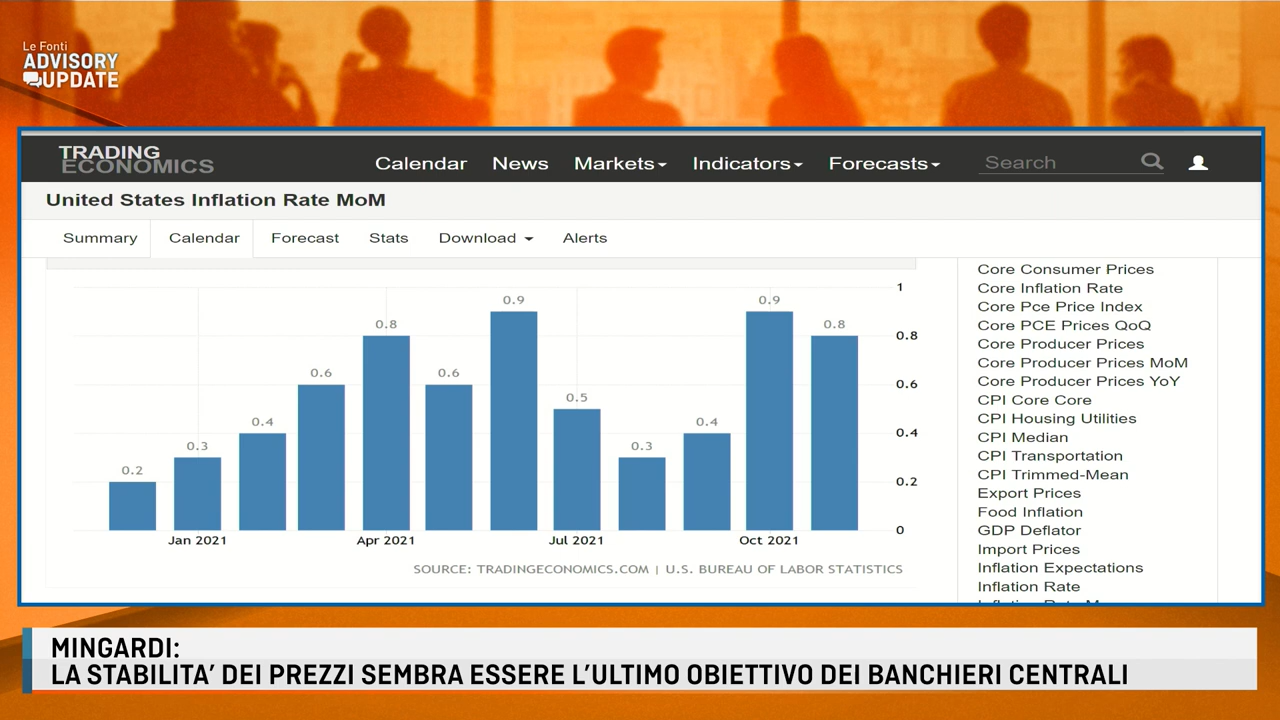 Le Fonti
ADVISORY
UPDATE
TRADING
ECONOMICS
Calendar News Markets Indicators Forecasts Search
United States Inflation Rate MoM
Summary Calendar Forecast Stats Download Alerts
0.2
0.3
0.4
0.6
0.8
0.6
0.9
0.5
0.3
0.4
0.9
0.8
1
0.8
0.6
0.4
0.2
0
Jan 2021 Apr 2021 Jul 2021 Oct 2021
SOURCE: TRADINGECONOMICS.COM | U.S. BUREAU OF LABOR STATISTICS
Core Consumer Prices
Core Inflation Rate
Core Pce Price Index
Core PCE Prices QoQ
Core Producer Prices
Core Producer Prices MoM
Core Producer Prices YoY
CPI Core Core
CPI Housing Utilities
CPI Median
CPI Transportation
CPI Trimmed-Mean
Export Prices
Food Inflation
GDP Deflator
Import Prices
Inflation Expectations
Inflation Rate
MINGARDI:
LA STABILITA' DEI PREZZI SEMBRA ESSERE L'ULTIMO OBIETTIVO DEI BANCHIERI CENTRALI